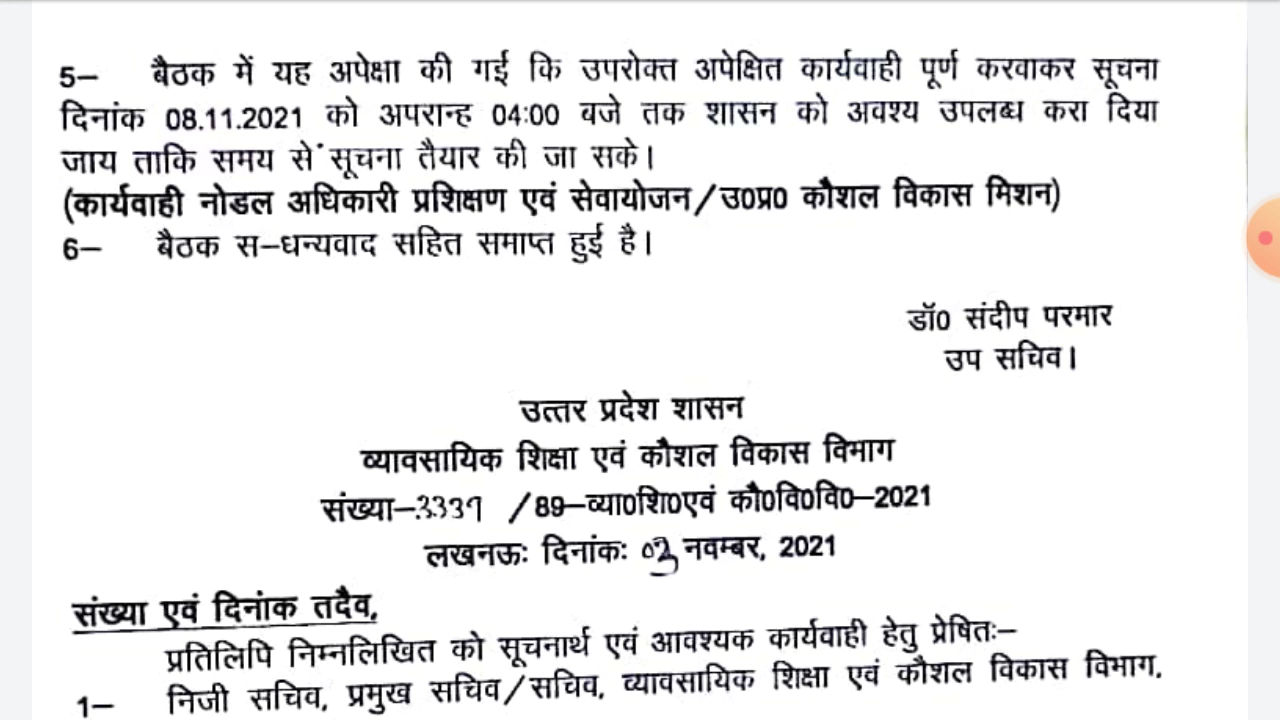 5– बैठक में यह अपेक्षा की गई कि उपरोक्त अपेक्षित कार्यवाही पूर्ण करवाकर सूचना
दिनांक 08.11.2021 को अपरान्ह 04:00 बजे तक शासन को अवश्य उपलब्ध करा दिया
जाय ताकि समय से सूचना तैयार की जा सके।
(कार्यवाही नोडल अधिकारी प्रशिक्षण एवं सेवायोजन/उ0प्र0 कौशल विकास मिशन)
6– बैठक स–धन्यवाद सहित समाप्त हुई है।
डॉ0 संदीप परमार
उप सचिव।
उत्तर प्रदेश शासन
व्यावसायिक शिक्षा एवं कौशल विकास विभाग
संख्या–3339 /89–व्या0शि0एवं कौ0वि0वि0–2021
लखनऊः दिनांकः 03 नवम्बर, 2021
संख्या एवं दिनांक तदैव,
प्रतिलिपि निम्नलिखित को सूचनार्थ एवं आवश्यक कार्यवाही हेतु प्रेषितः–
1– निजी सचिव, प्रमुख सचिव/सचिव, व्यावसायिक शिक्षा एवं कौशल विकास विभाग,